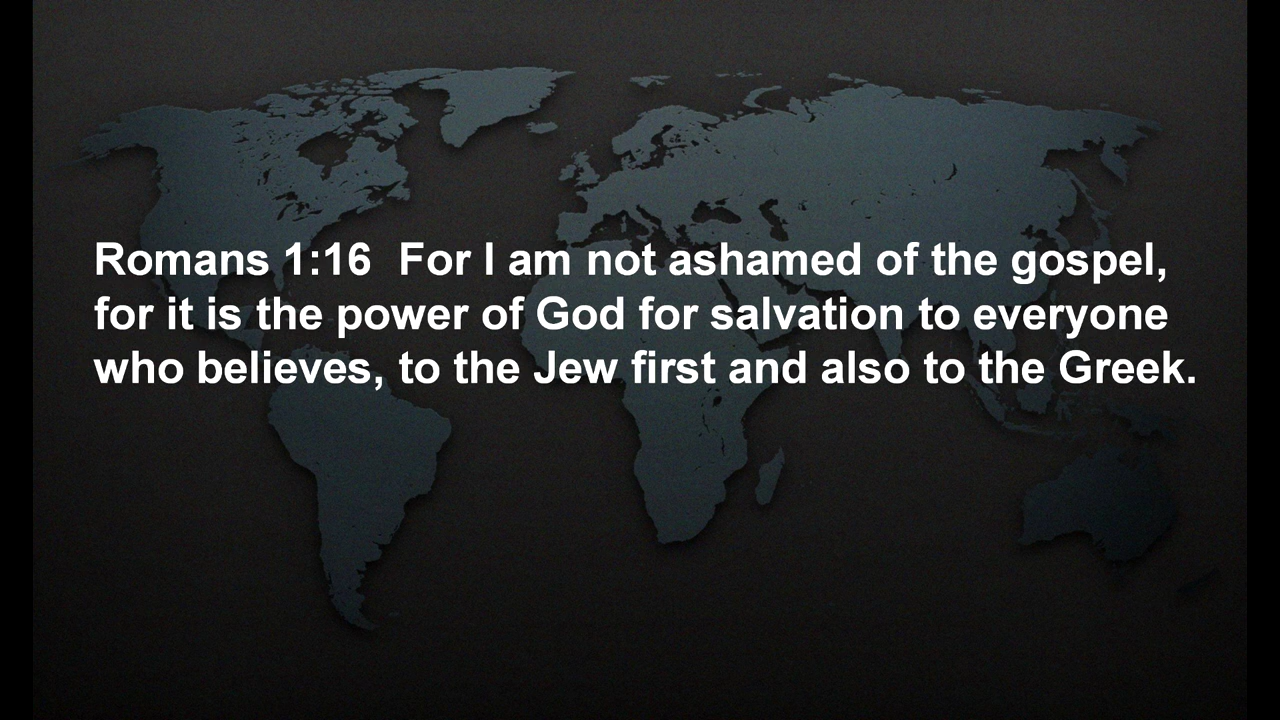 Romans 1:16  For I am not ashamed of the gospel,
for it is the power of God for salvation to everyone
who believes, to the Jew first and also to the Greek.